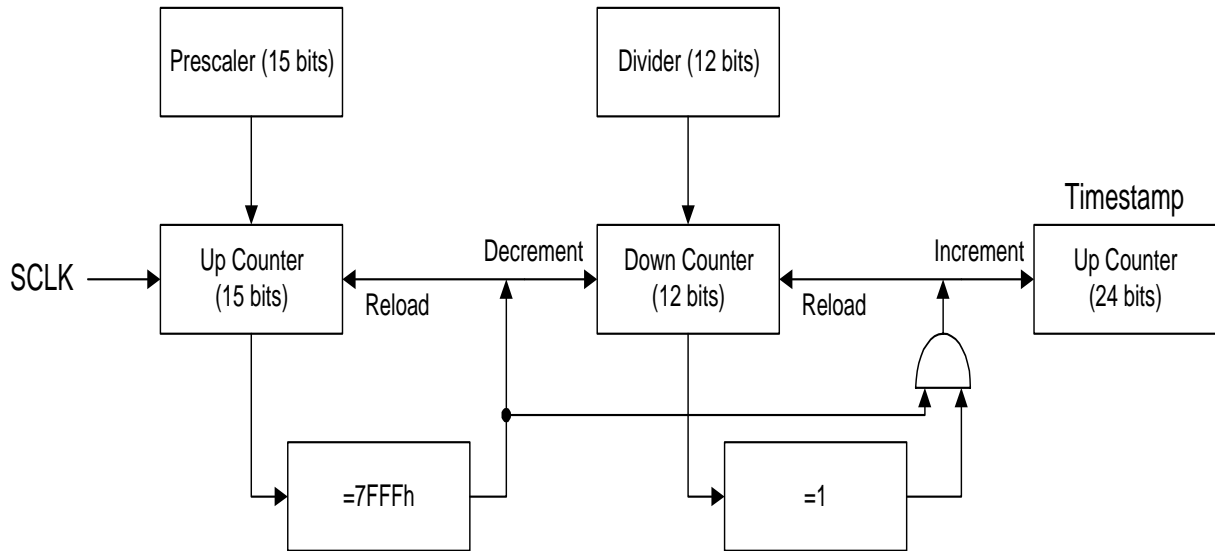 Prescaler (15 bits)
Divider (12 bits)
Timestamp
SCLK
Up Counter
(15 bits)
Decrement
Reload
Down Counter
(12 bits)
Increment
Reload
Up Counter
(24 bits)
=7FFFh
=1